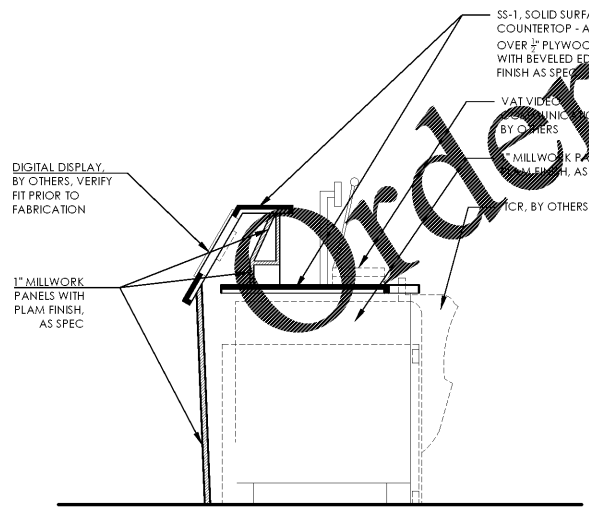 SS-1, SOLID SURFA
COUNTERTOP - A
OVER ½" PLYWOO
WITH BEVELED ED
FINISH AS SPEC
VAT VIDEO
BY OTHERS
1" MILLWORK PA
PLAM FINISH, AS
TCR, BY OTHERS
DIGITAL DISPLAY,
BY OTHERS, VERIFY
FIT PRIOR TO
FABRICATION
1" MILLWORK
PANELS WITH
PLAM FINISH,
AS SPEC
Order